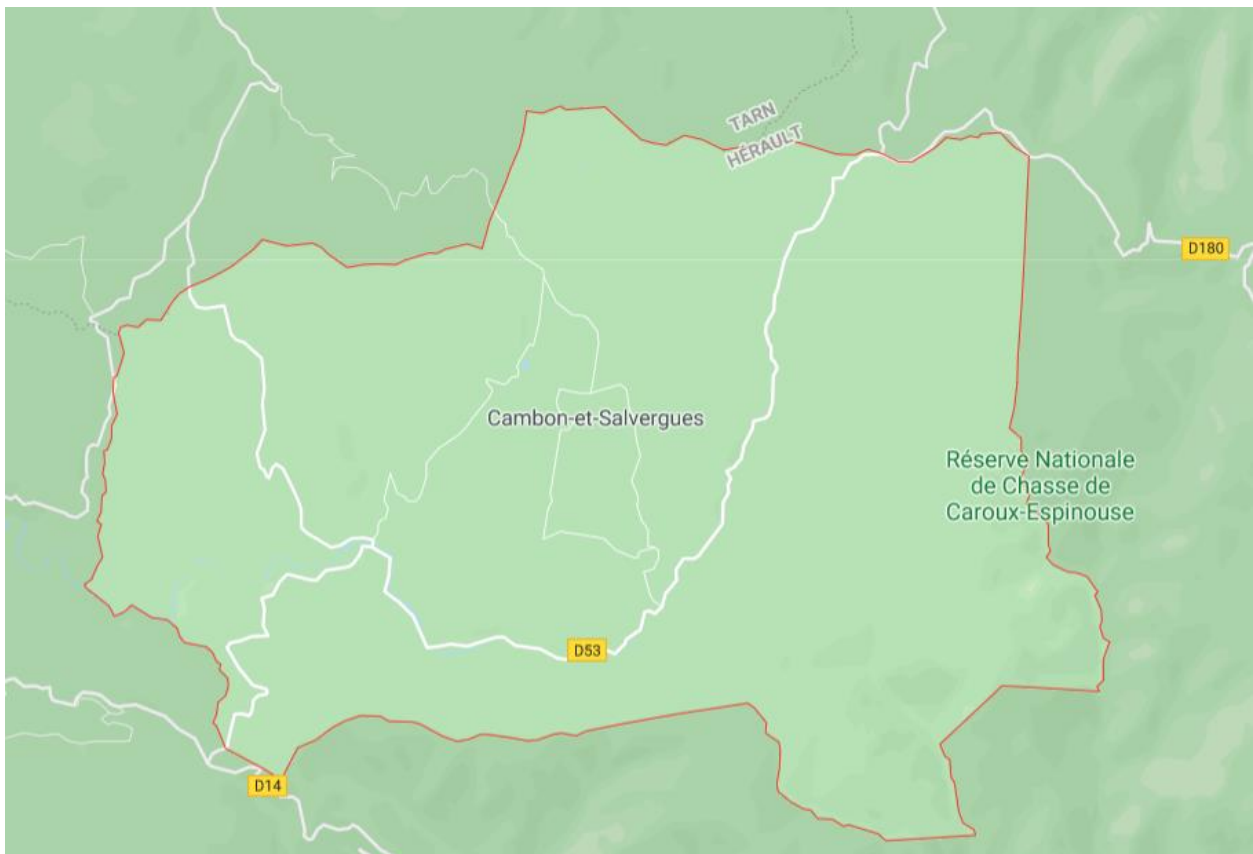 TARN
HÉRAULT
D180
Cambon-et-Salvergues
Réserve Nationale
de Chasse de
Caroux-Espinouse
D53
D14